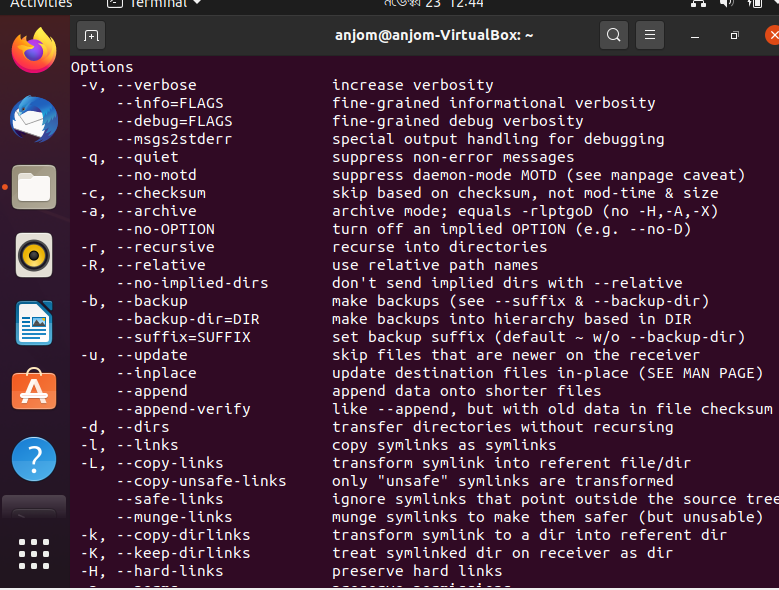 Activities Terminal নভেম্বর 23 12:44
anjom@anjom-VirtualBox: ~
Options
-v, --verbose increase verbosity
--info=FLAGS fine-grained informational verbosity
--debug=FLAGS fine-grained debug verbosity
--msgs2stderr special output handling for debugging
-q, --quiet suppress non-error messages
--no-motd suppress daemon-mode MOTD (see manpage caveat)
-c, --checksum skip based on checksum, not mod-time & size
-a, --archive archive mode; equals -rlptgoD (no -H,-A,-X)
--no-OPTION turn off an implied OPTION (e.g. --no-D)
-r, --recursive recurse into directories
-R, --relative use relative path names
--no-implied-dirs don't send implied dirs with --relative
-b, --backup make backups (see --suffix & --backup-dir)
--backup-dir=DIR make backups into hierarchy based in DIR
--suffix=SUFFIX set backup suffix (default ~ w/o --backup-dir)
-u, --update skip files that are newer on the receiver
--inplace update destination files in-place (SEE MAN PAGE)
--append append data onto shorter files
--append-verify like --append, but with old data in file checksum
-d, --dirs transfer directories without recursing
-l, --links copy symlinks as symlinks
-L, --copy-links transform symlink into referent file/dir
--copy-unsafe-links only "unsafe" symlinks are transformed
--safe-links ignore symlinks that point outside the source tree
--munge-links munge symlinks to make them safer (but unusable)
-k, --copy-dirlinks transform symlink to a dir into referent dir
-K, --keep-dirlinks treat symlinked dir on receiver as dir
-H, --hard-links preserve hard links